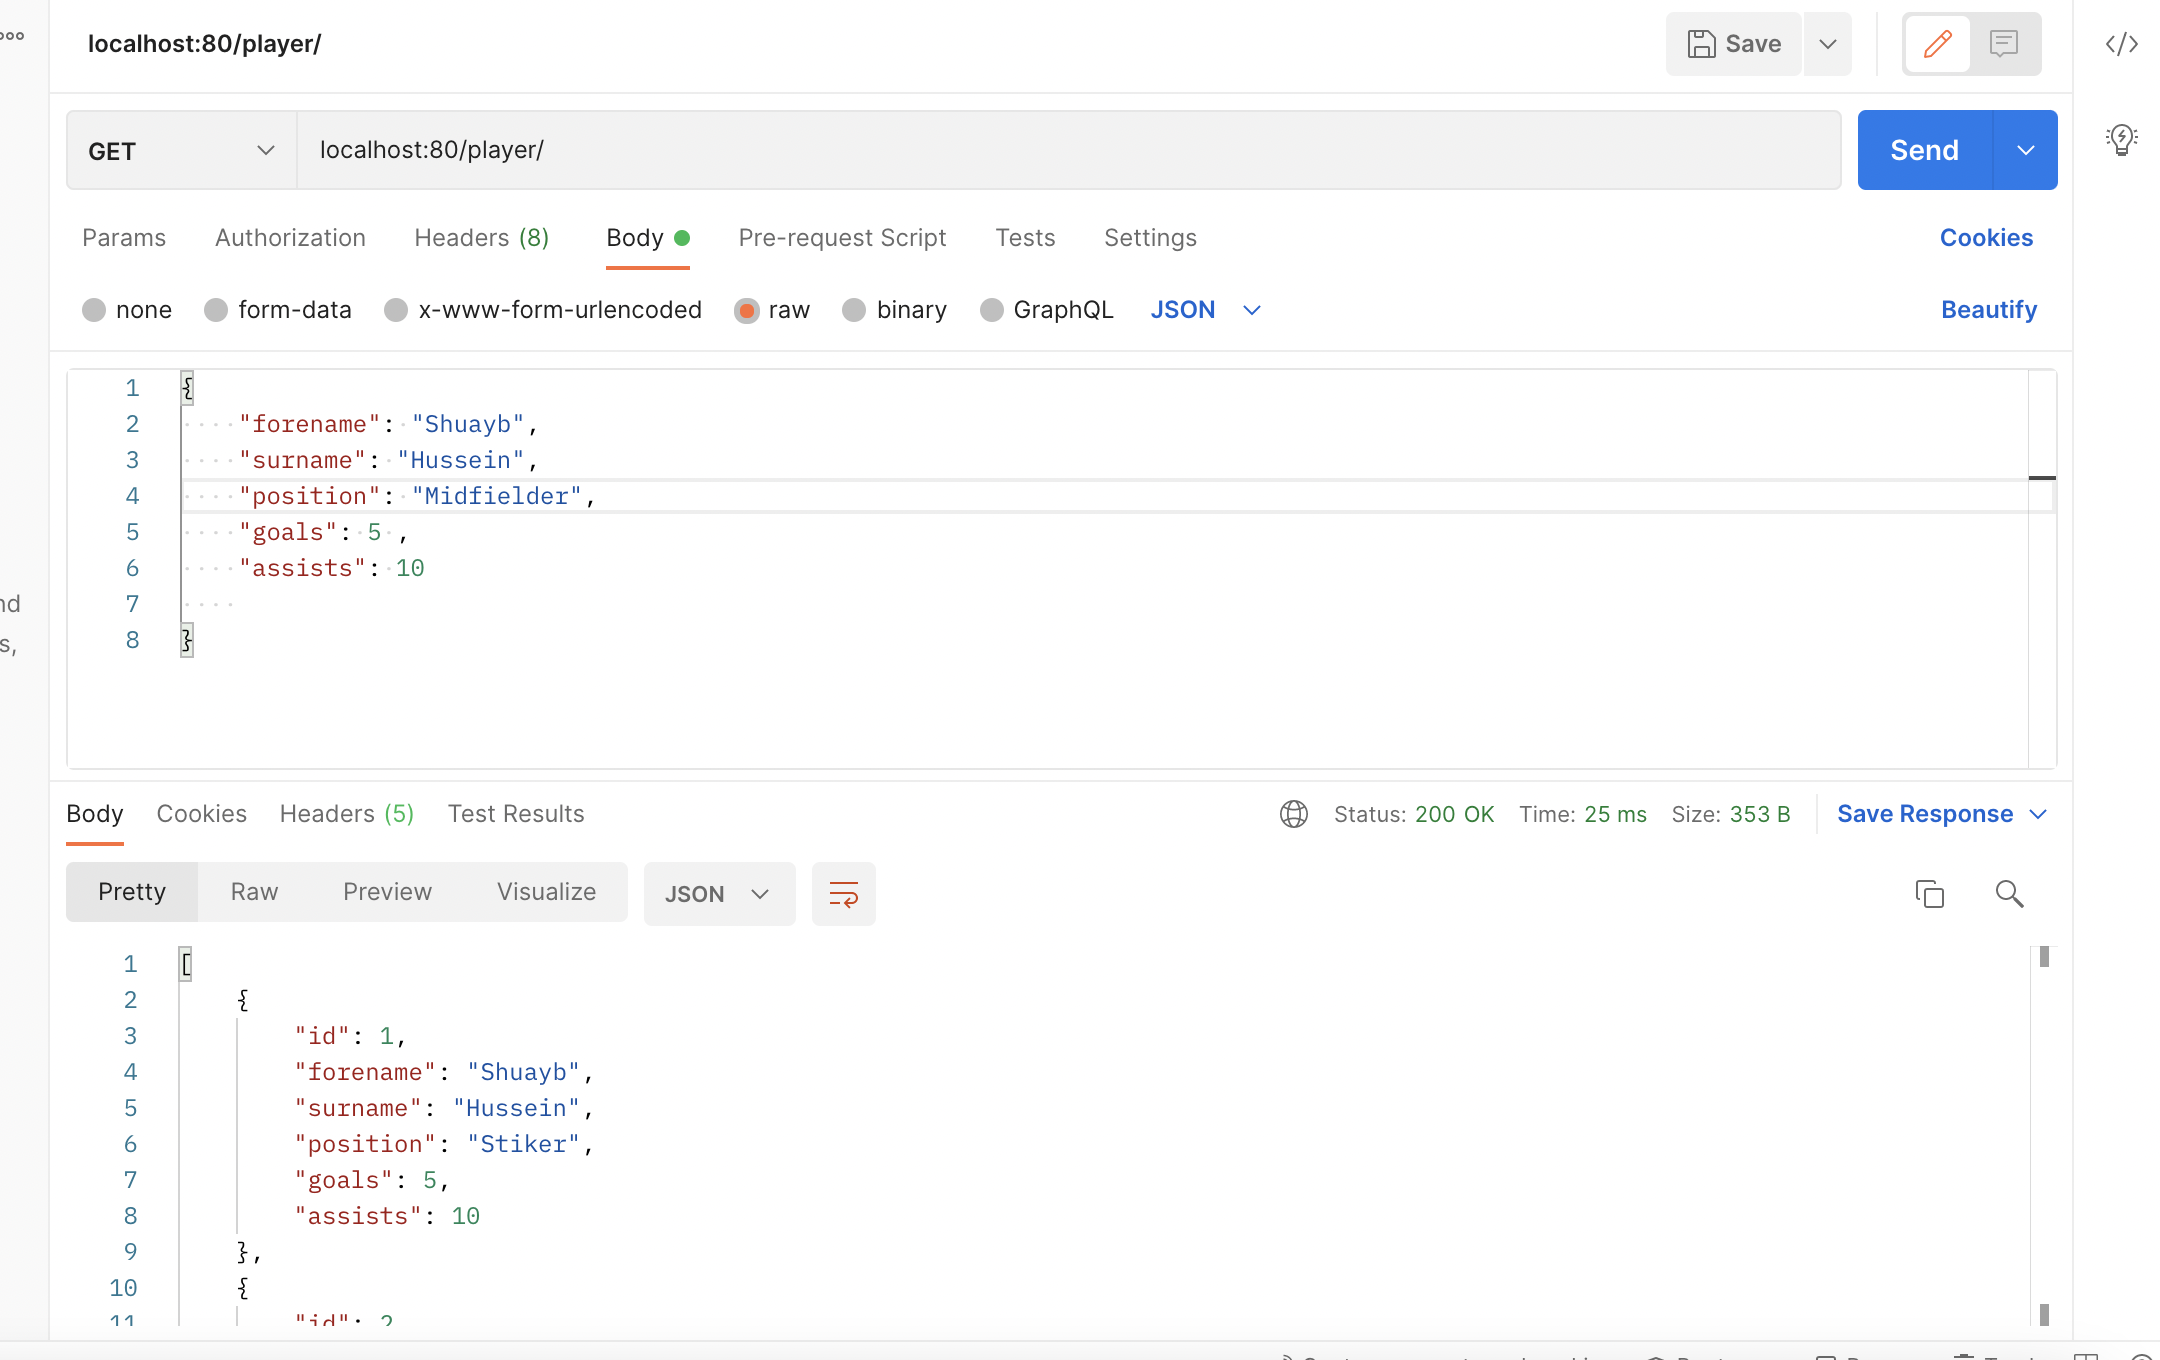 localhost:80/player/
Save
GET
localhost:80/player/
Send
Params Authorization Headers (8) Body Pre-request Script Tests Settings Cookies
none form-data x-www-form-urlencoded raw binary GraphQL JSON Beautify
1 {
2 "forename": "Shuayb",
3 "surname": "Hussein",
4 "position": "Midfielder",
5 "goals": 5 ,
6 "assists": 10
7
8 }
nd
s,
Body Cookies Headers (5) Test Results Status: 200 OK Time: 25 ms Size: 353 B Save Response
Pretty Raw Preview Visualize JSON
1 [
2 {
3 "id": 1,
4 "forename": "Shuayb",
5 "surname": "Hussein",
6 "position": "Stiker",
7 "goals": 5,
8 "assists": 10
9 },
10 {
11 "id": 2